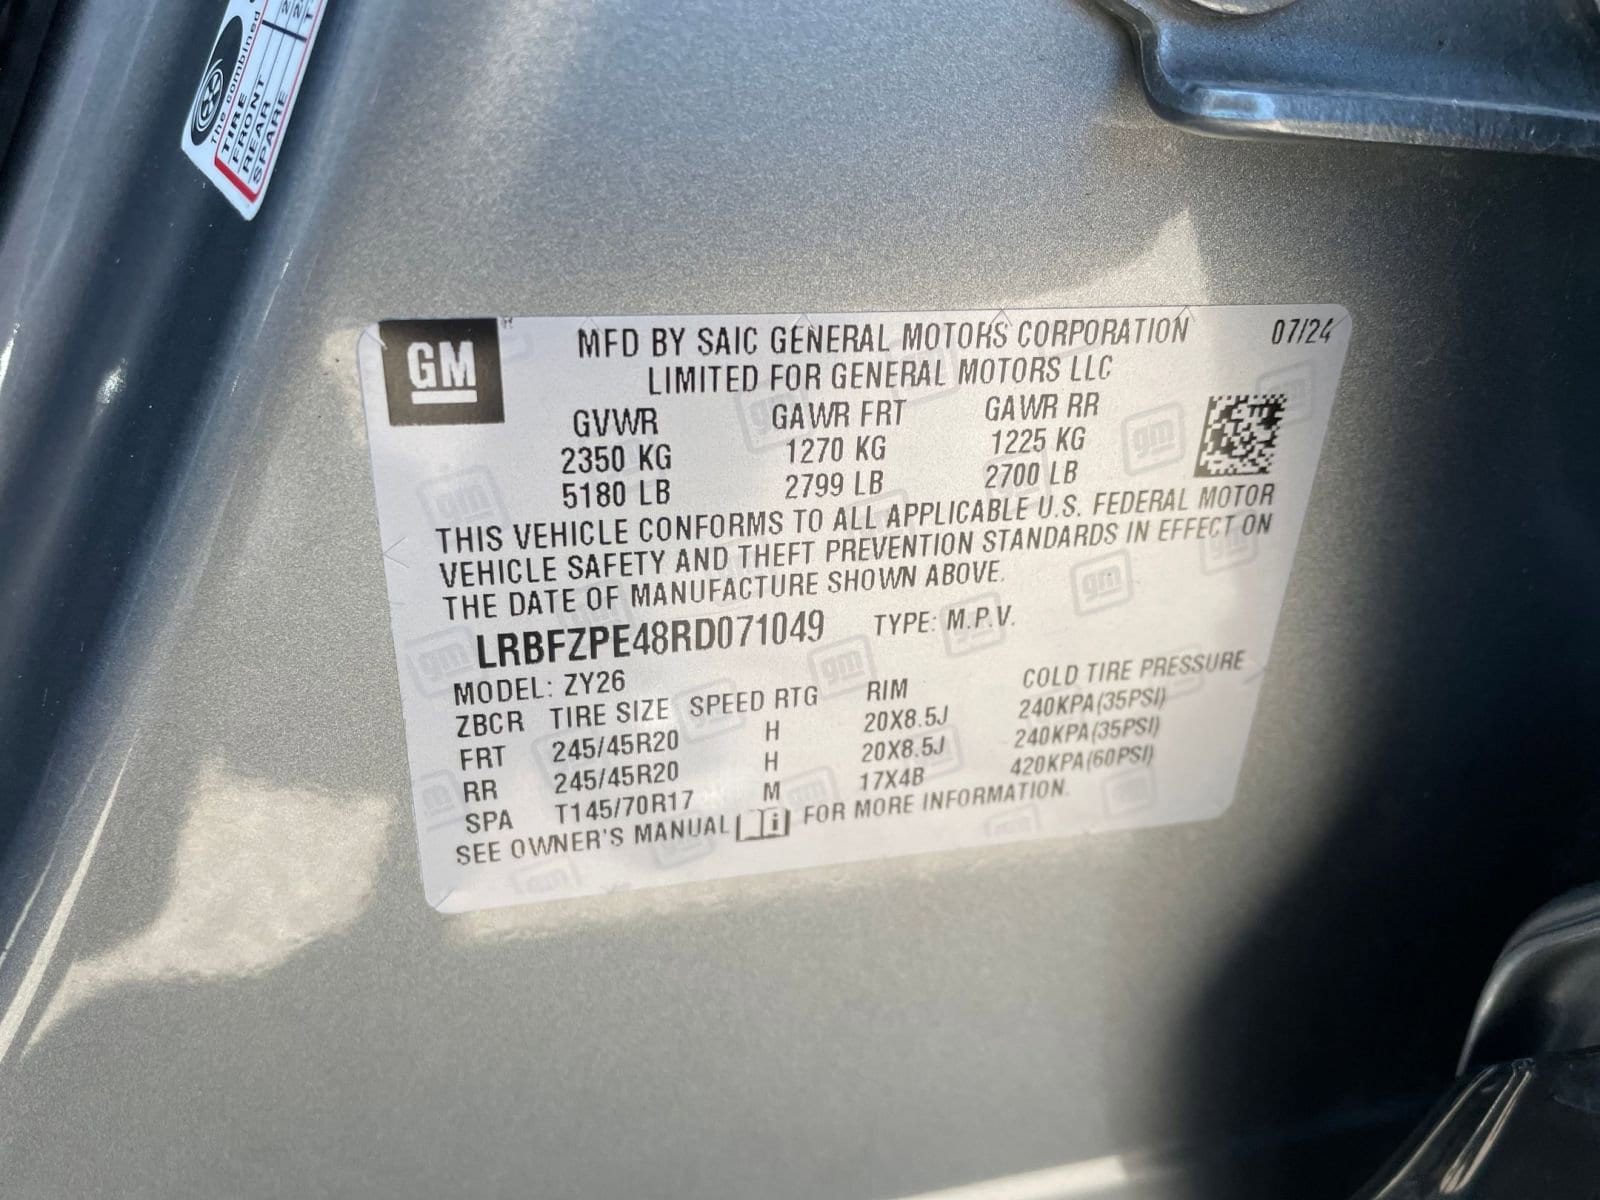 The combined
TIRE
FRONT
REAR
SPARE
GM
MFD BY SAIC GENERAL MOTORS CORPORATION 07/24
LIMITED FOR GENERAL MOTORS LLC
GVWR GAWR FRT GAWR RR
2350 KG 1270 KG 1225 KG
5180 LB 2799 LB 2700 LB
THIS VEHICLE CONFORMS TO ALL APPLICABLE U.S. FEDERAL MOTOR
VEHICLE SAFETY AND THEFT PREVENTION STANDARDS IN EFFECT ON
THE DATE OF MANUFACTURE SHOWN ABOVE.
LRBFZPE48RD071049 TYPE: M.P.V.
MODEL: ZY26
ZBCR TIRE SIZE SPEED RTG RIM COLD TIRE PRESSURE
FRT 245/45R20 H 20X8.5J 240KPA(35PSI)
RR 245/45R20 H 20X8.5J 240KPA(35PSI)
SPA T145/70R17 M 17X4B 420KPA(60PSI)
SEE OWNER'S MANUAL i FOR MORE INFORMATION.